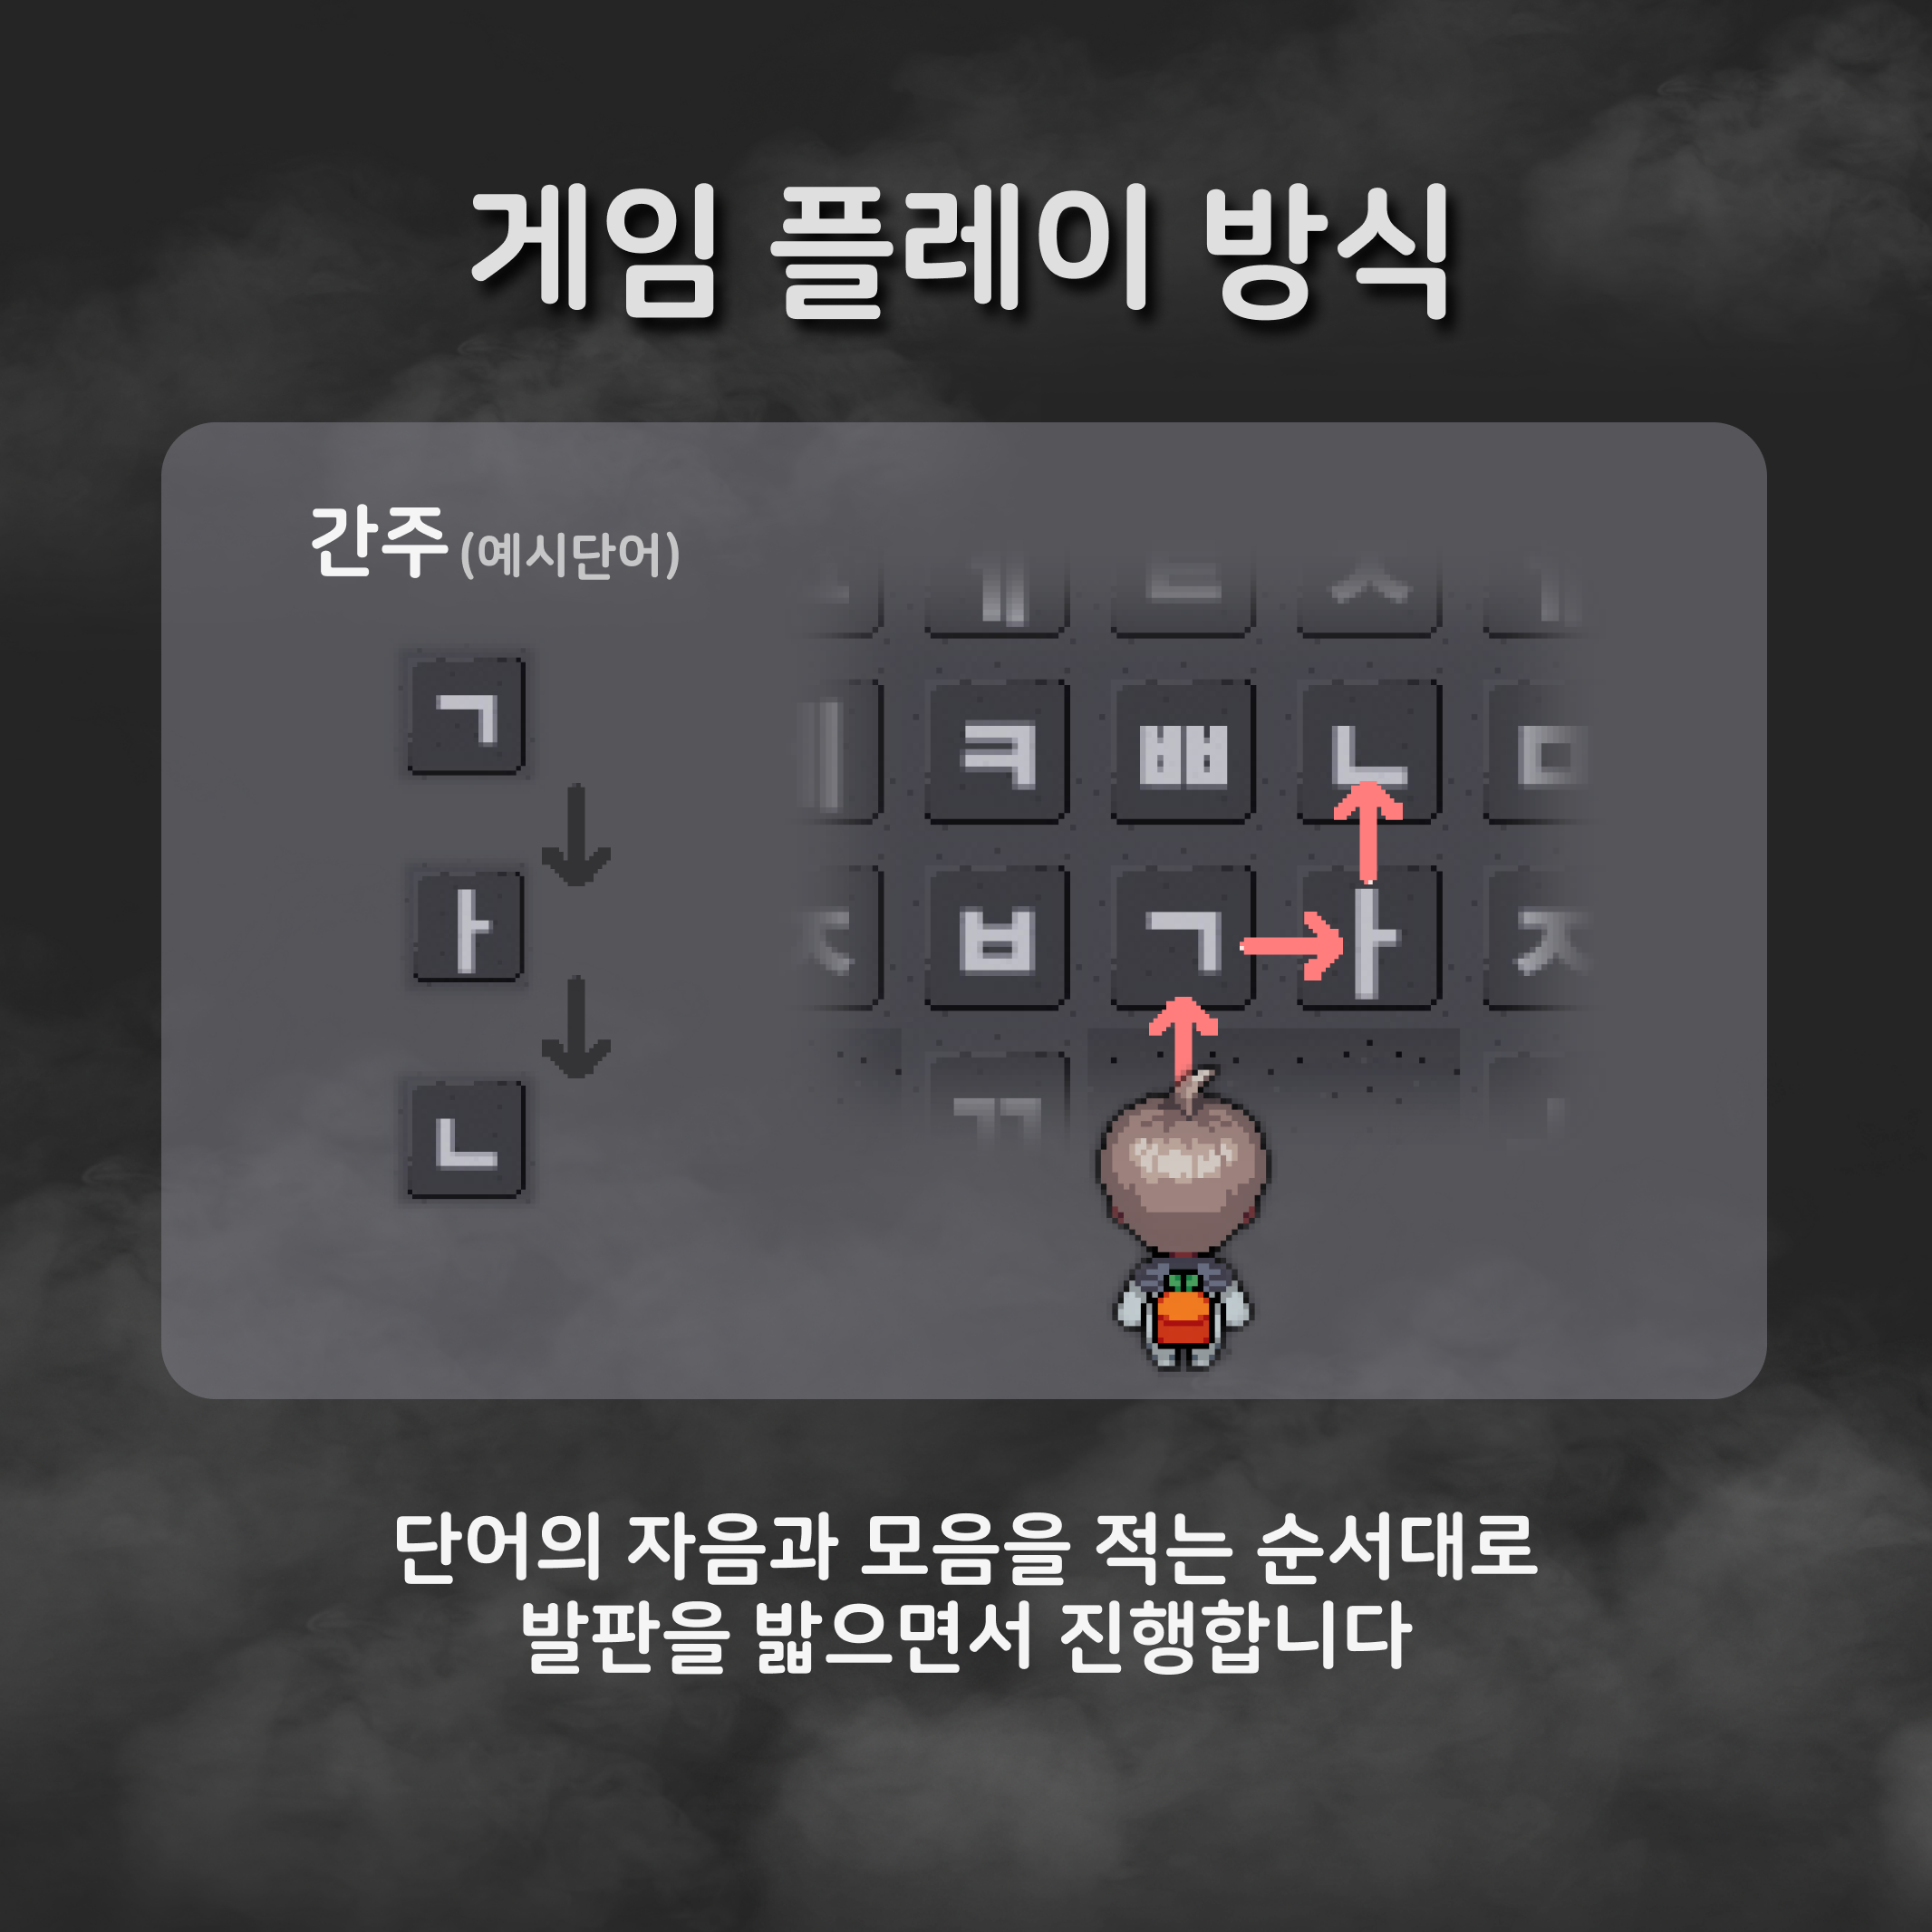 게임 플레이 방식
간주 (예시단어)
ㄱ
ㅏ
ㄴ
ㅋ ㅃ ㄴ ㅁ
ㅂ ㄱ ㅏ ㅈ
ㄲ
단어의 자음과 모음을 적는 순서대로
발판을 밟으면서 진행합니다